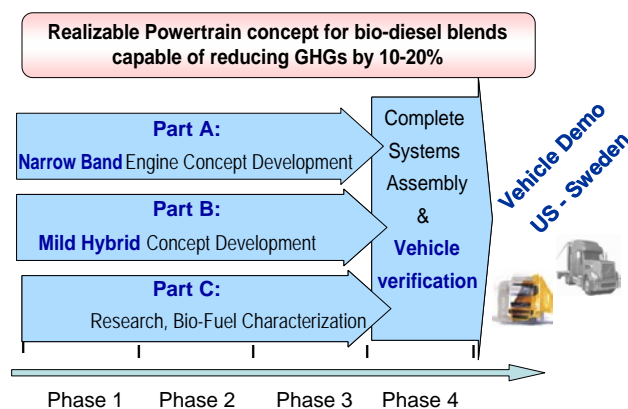 Realizable Powertrain concept for bio-diesel blends
capable of reducing GHGs by 10-20%
Part A:
Narrow Band Engine Concept Development
Part B:
Mild Hybrid Concept Development
Part C:
Research, Bio-Fuel Characterization
Complete
Systems
Assembly
&
Vehicle
verification
Vehicle Demo
US - Sweden
Phase 1 Phase 2 Phase 3 Phase 4